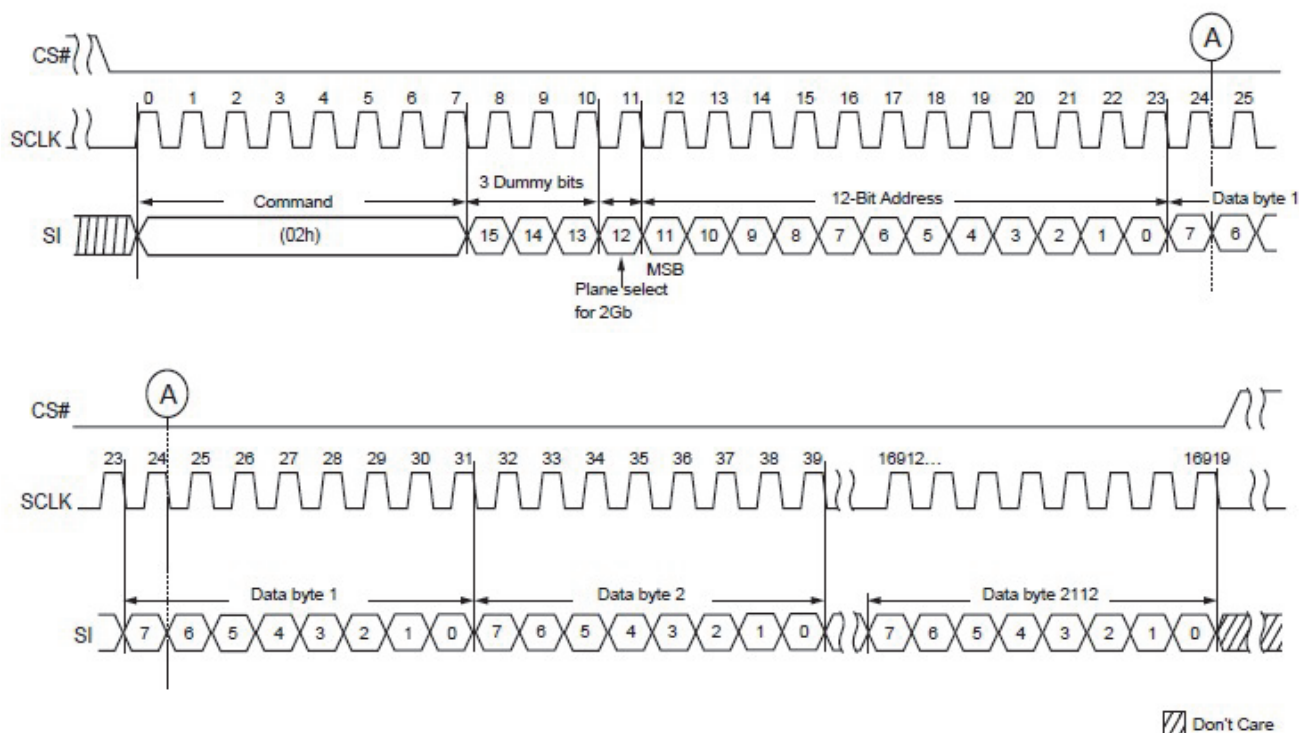 A
CS#
0 1 2 3 4 5 6 7 8 9 10 11 12 13 14 15 16 17 18 19 20 21 22 23 24 25
SCLK
3 Dummy bits
Command 12-Bit Address Data byte 1
SI (02h) 15 14 13 12 11 10 9 8 7 6 5 4 3 2 1 0 7 6
MSB
Plane select
for 2Gb
A
CS#
23 24 25 26 27 28 29 30 31 32 33 34 35 36 37 38 39 16912... 16919
SCLK
Data byte 1 Data byte 2 Data byte 2112
SI 7 6 5 4 3 2 1 0 7 6 5 4 3 2 1 0 7 6 5 4 3 2 1 0
Don't Care